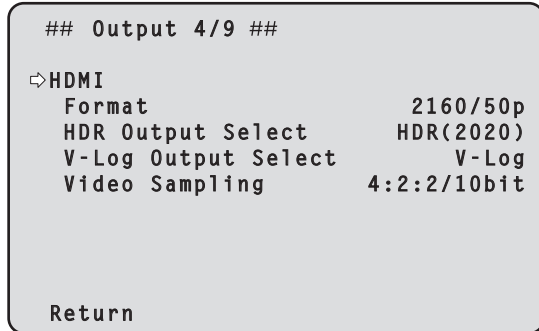 ## Output 4/9 ##
⇨HDMI
Format 2160/50p
HDR Output Select HDR(2020)
V-Log Output Select V-Log
Video Sampling 4:2:2/10bit
Return